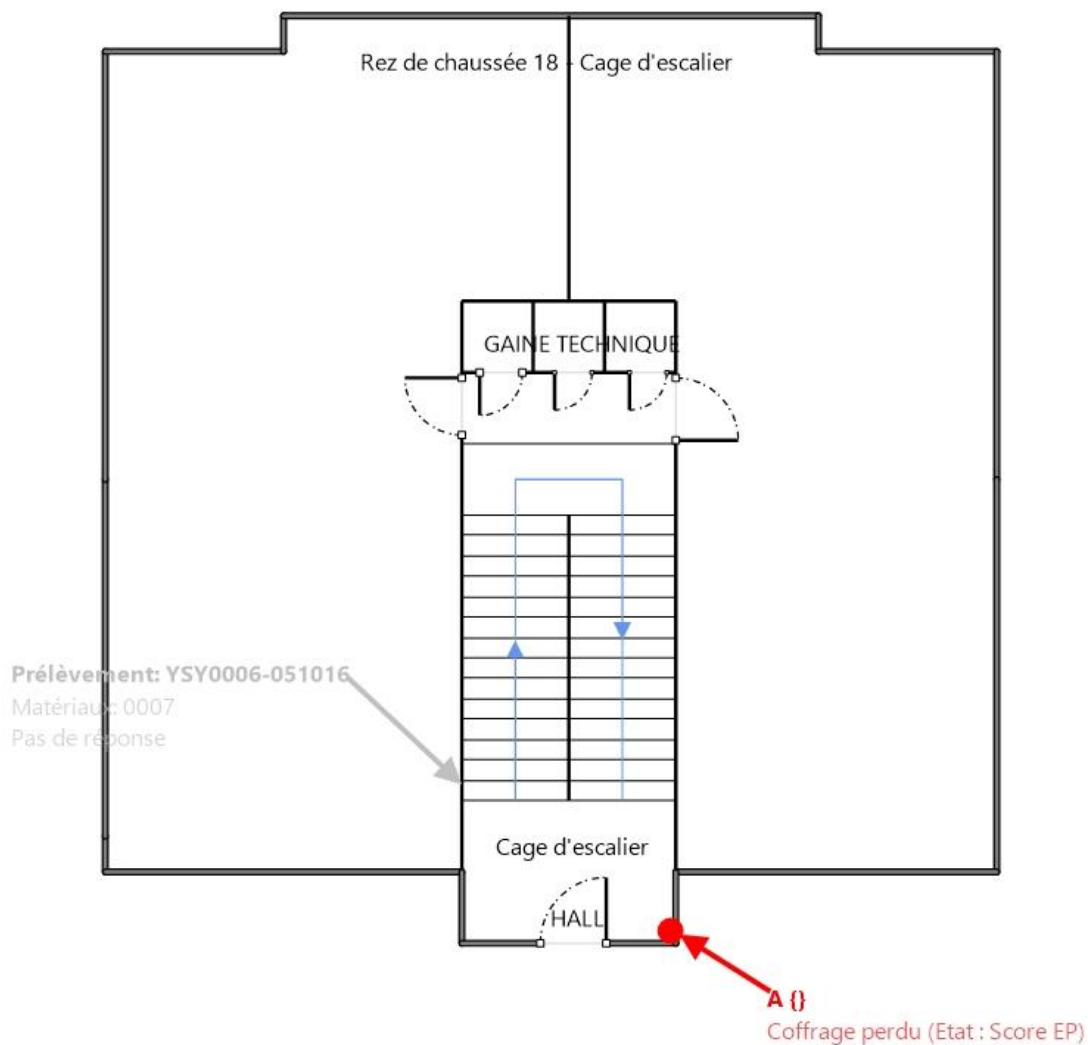 Rez de chaussée 18 - Cage d'escalier
GAINE TECHNIQUE
Prélèvement: YSY0006-051016
Matériaux: 0007
Pas de réponse
Cage d'escalier
HALL
A {}
Coffrage perdu (Etat : Score EP)